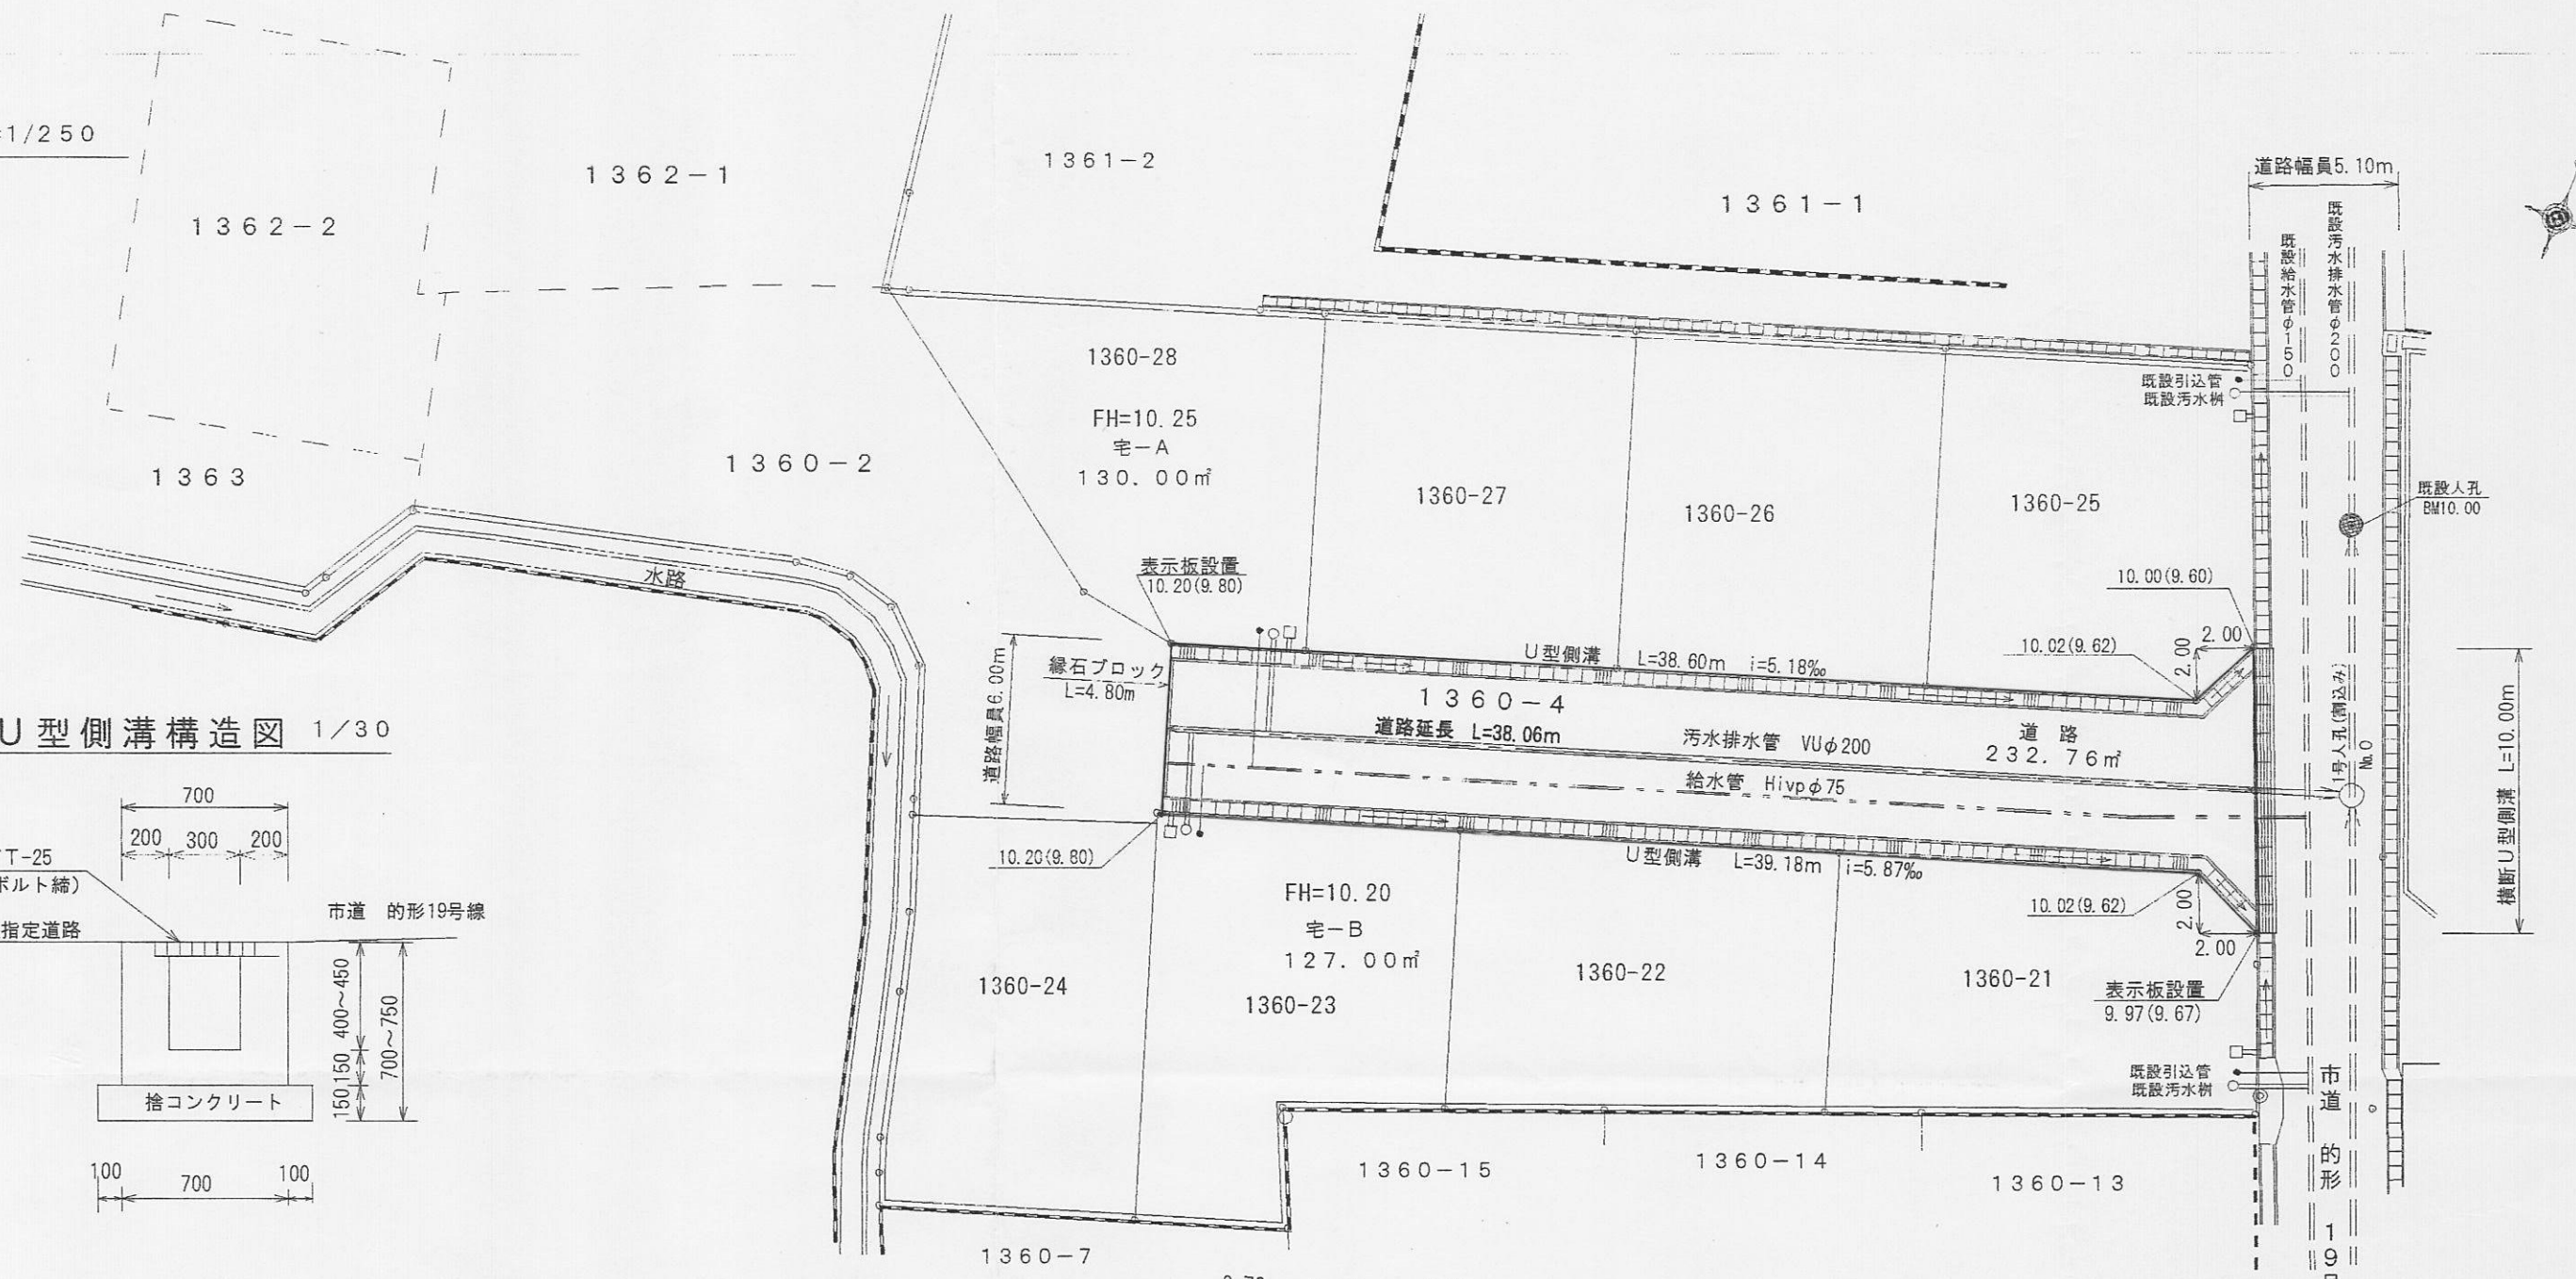 1/250
1362-2
1362-1
1363
1360-2
1361-2
1361-1
道路幅員5.10m
既設給水管φ150
既設汚水排水管φ200
既設引込管
既設汚水桝
既設人孔
BM10.00
1360-28
FH=10.25
宅-A
130.00㎡
1360-27
1360-26
1360-25
水路
表示板設置
10.20(9.80)
10.00(9.60)
10.02(9.62)
2.00
2.00
道路幅員6.00m
縁石ブロック
L=4.80m
U型側溝 L=38.60m i=5.18‰
1360-4
道路延長 L=38.06m
汚水排水管 VUφ200
道路
232.76㎡
給水管 Hivpφ75
1号人孔(割込み)
No.0
横断U型側溝 L=10.00m
10.20(9.80)
U型側溝 L=39.18m i=5.87‰
10.02(9.62)
2.00
2.00
表示板設置
9.97(9.67)
FH=10.20
宅-B
127.00㎡
1360-24
1360-23
1360-22
1360-21
既設引込管
既設汚水桝
市道 的形 19
1360-15
1360-14
1360-13
1360-7
U型側溝構造図 1/30
700
200 300 200
T-25
ボルト締)
指定道路
市道 的形19号線
400~450
150
150
700~750
捨コンクリート
100 700 100